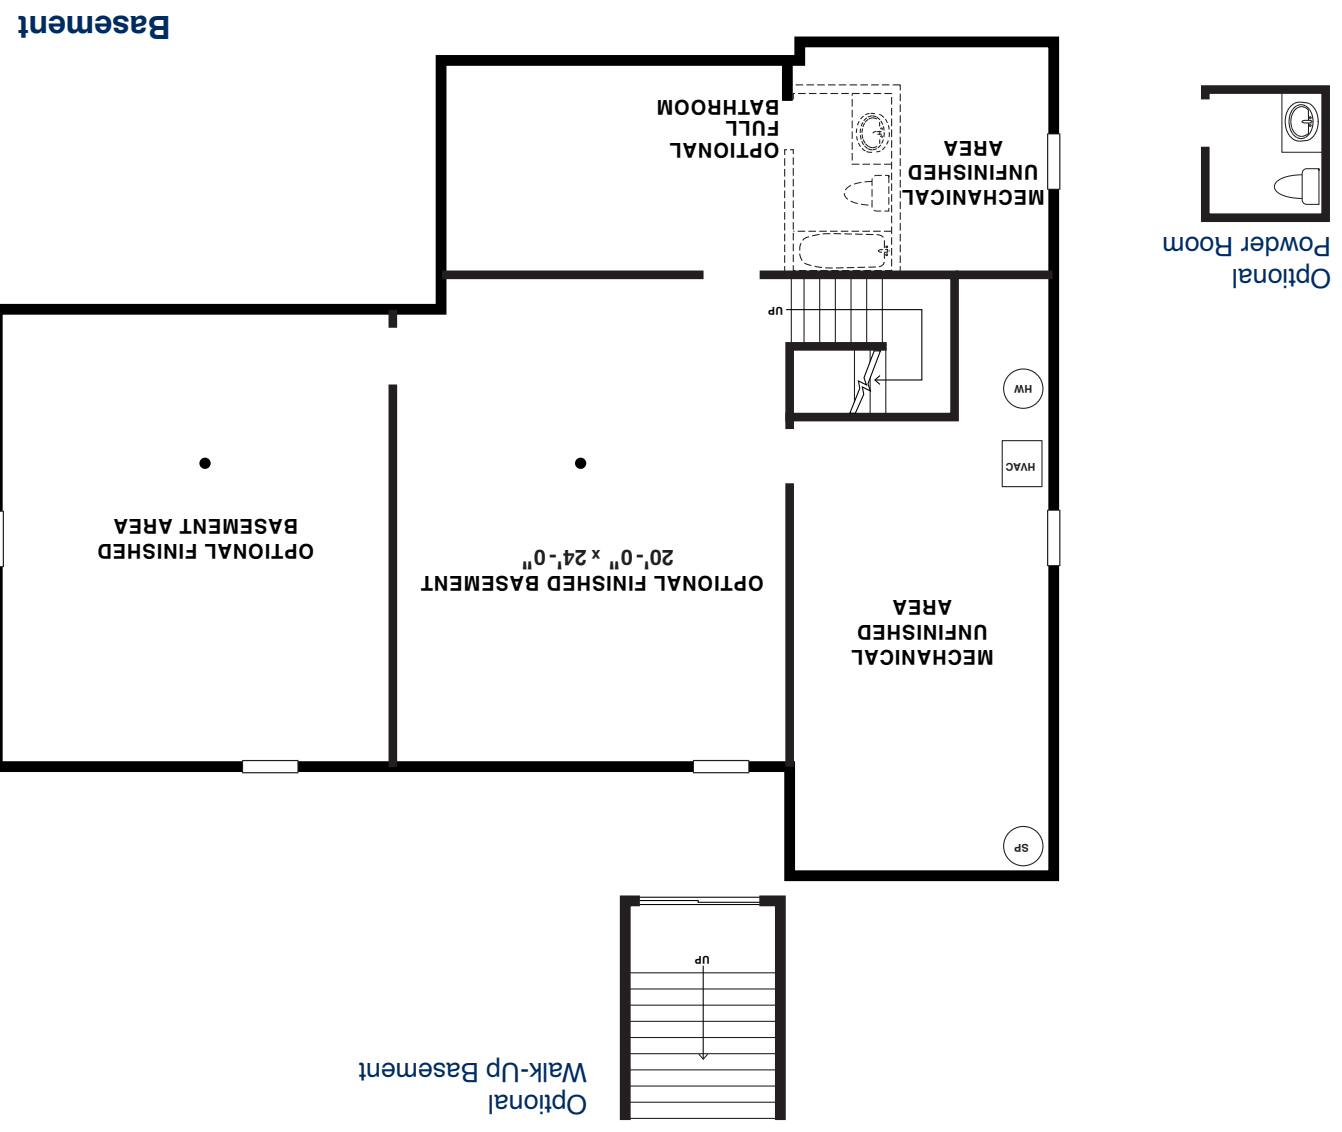 Optional
Walk-Up Basement
UP
SP
MECHANICAL
UNFINISHED
AREA
OPTIONAL FINISHED BASEMENT
20'-0" x 24'-0"
OPTIONAL FINISHED
BASEMENT AREA
HVAC
HW
UP
Optional
Powder Room
MECHANICAL
UNFINISHED
AREA
OPTIONAL
FULL
BATHROOM
Basement